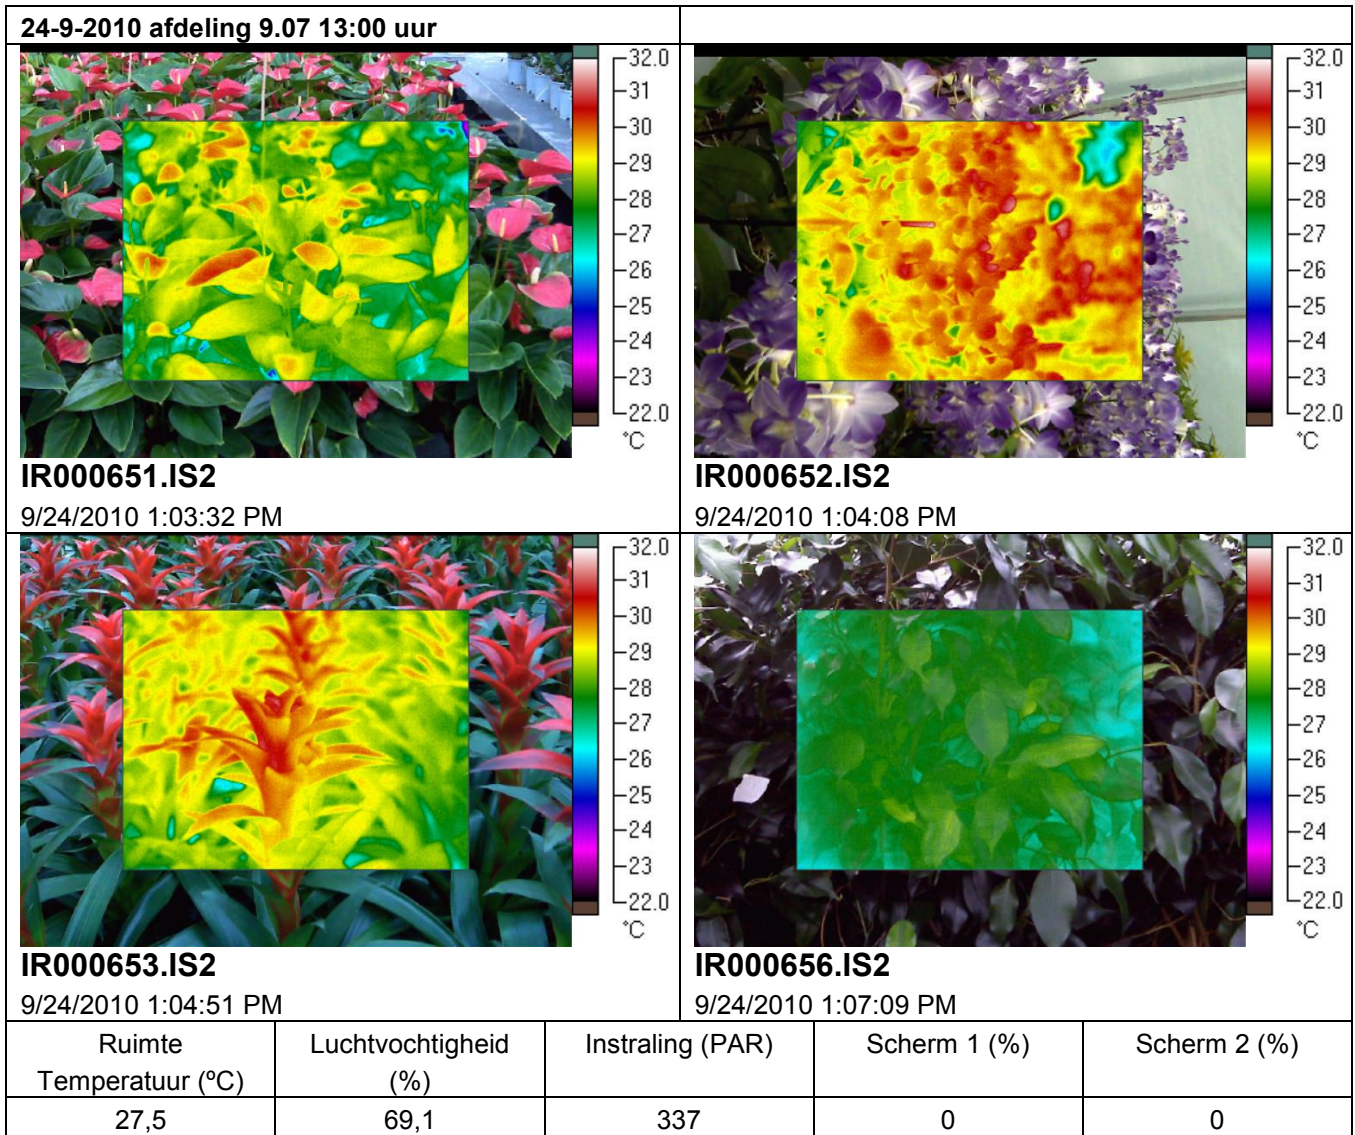 24-9-2010 afdeling 9.07 13:00 uur
32.0
31
30
29
28
27
26
25
24
23
22.0
°C
32.0
31
30
29
28
27
26
25
24
23
22.0
°C
IR000651.IS2
IR000652.IS2
9/24/2010 1:03:32 PM
9/24/2010 1:04:08 PM
32.0
31
30
29
28
27
26
25
24
23
22.0
°C
32.0
31
30
29
28
27
26
25
24
23
22.0
°C
IR000653.IS2
IR000656.IS2
9/24/2010 1:04:51 PM
9/24/2010 1:07:09 PM
Ruimte
Temperatuur (ºC)
Luchtvochtigheid
(%)
Instraling (PAR)
Scherm 1 (%)
Scherm 2 (%)
27,5
69,1
337
0
0